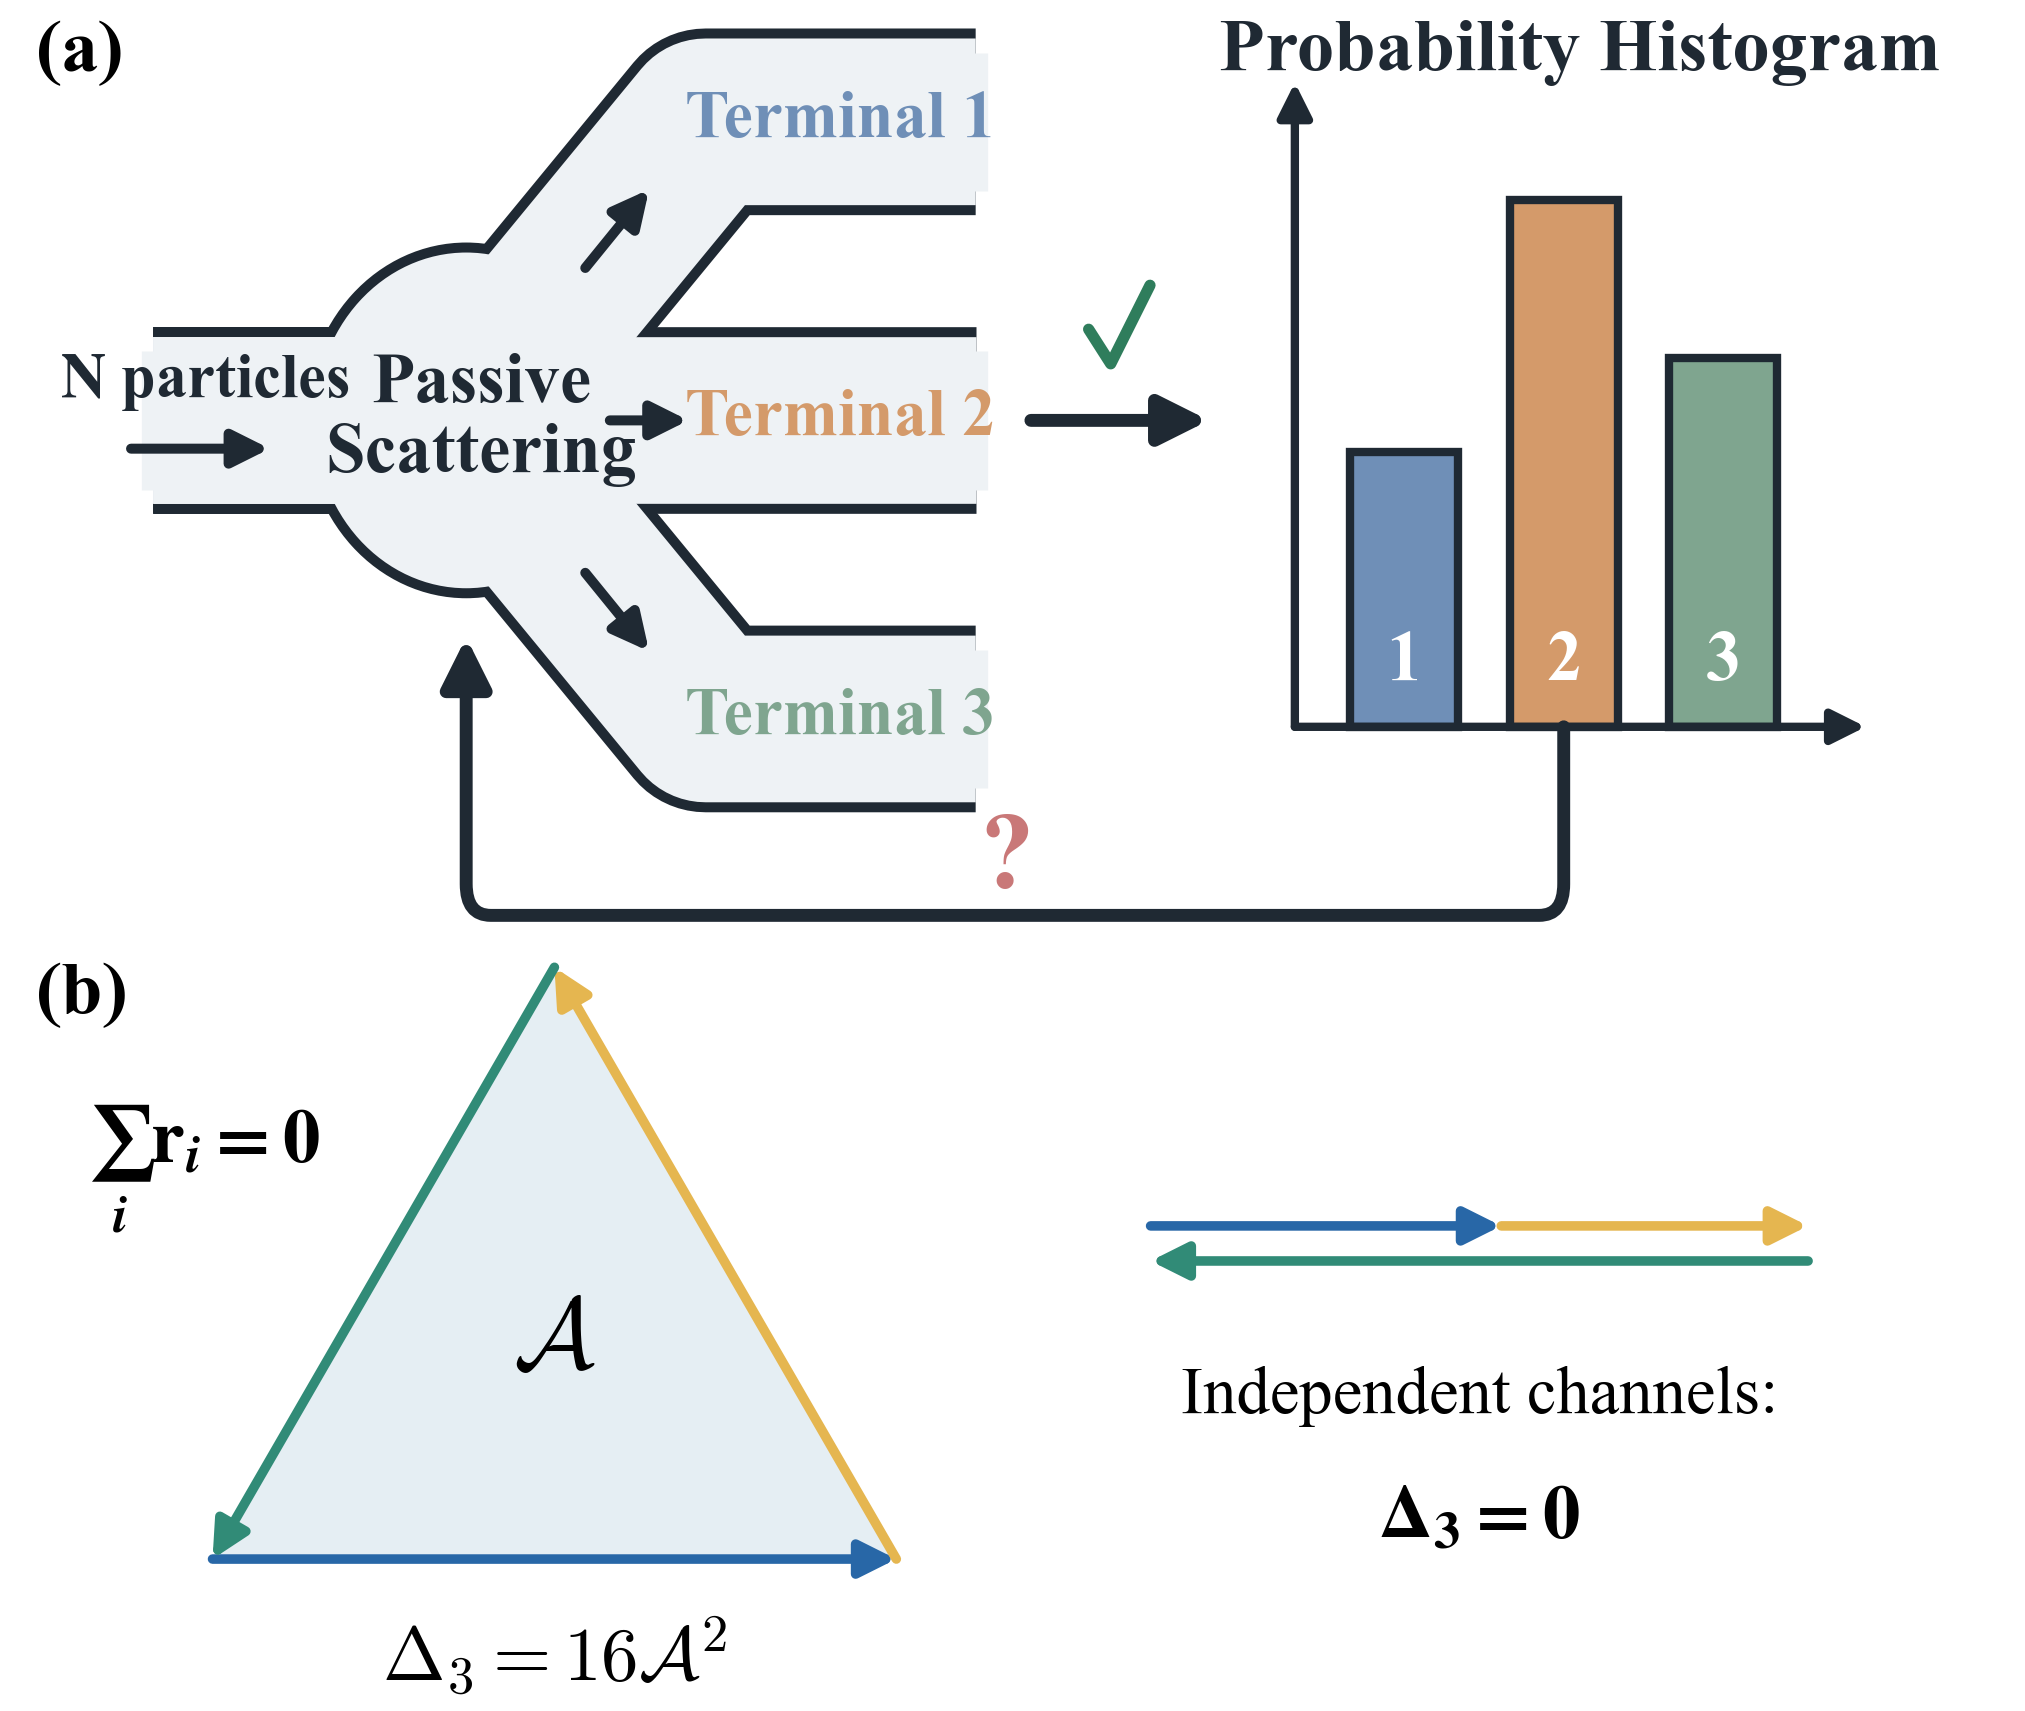 (a)
Probability Histogram
Terminal 1
N particles
Passive
Scattering
Terminal 2
Terminal 3
1
2
3
?
(b)
∑ᵢ rᵢ = 0
𝒜
Δ₃ = 16𝒜²
Independent channels:
Δ₃ = 0